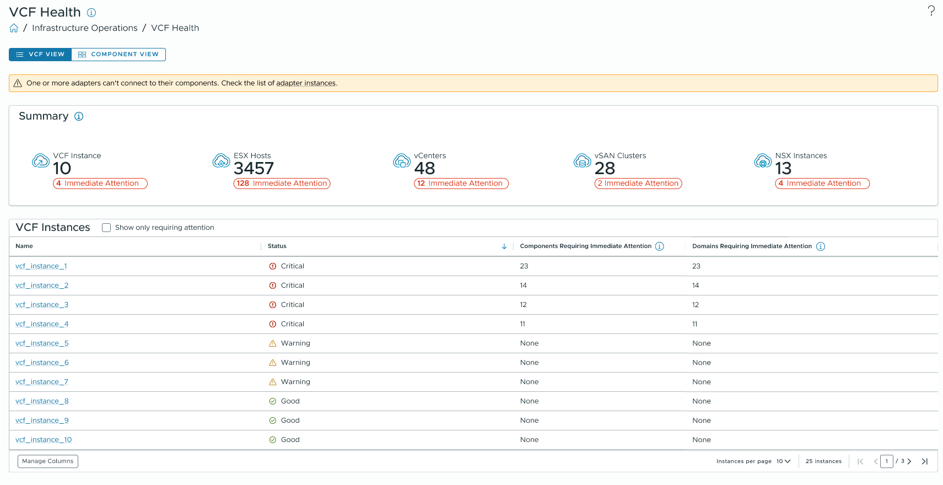 VCF Health
?
/ Infrastructure Operations / VCF Health
VCF VIEW COMPONENT VIEW
One or more adapters can't connect to their components. Check the list of adapter instances.
Summary
VCF Instance
10
4 Immediate Attention
ESX Hosts
3457
128 Immediate Attention
vCenters
48
12 Immediate Attention
vSAN Clusters
28
2 Immediate Attention
NSX Instances
13
4 Immediate Attention
VCF Instances Show only requiring attention
Name Status Components Requiring Immediate Attention Domains Requiring Immediate Attention
vcf_instance_1 Critical 23 23
vcf_instance_2 Critical 14 14
vcf_instance_3 Critical 12 12
vcf_instance_4 Critical 11 11
vcf_instance_5 Warning None None
vcf_instance_6 Warning None None
vcf_instance_7 Warning None None
vcf_instance_8 Good None None
vcf_instance_9 Good None None
vcf_instance_10 Good None None
Manage Columns Instances per page 10 25 instances 1 / 3